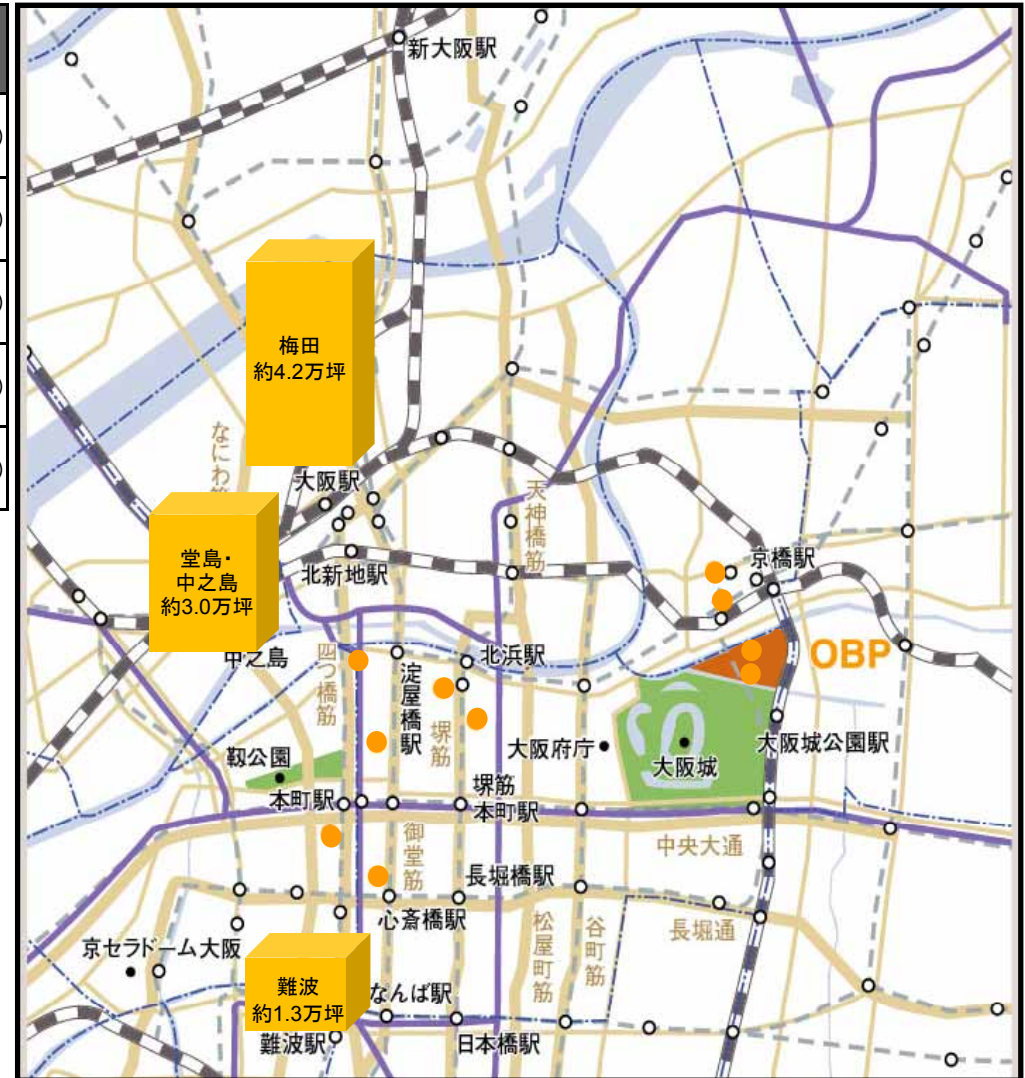 新大阪駅
梅田
約4.2万坪
大阪駅
天神橋筋
堂島・
中之島
約3.0万坪
北新地駅
京橋駅
中之島
四つ橋筋
淀屋橋駅
北浜駅
堺筋
OBP
靱公園
大阪府庁
大阪城
大阪城公園駅
本町駅
堺筋
本町駅
御堂筋
中央大通
長堀橋駅
心斎橋駅
松屋町筋
谷町筋
長堀通
京セラドーム大阪
難波
約1.3万坪
なんば駅
難波駅
日本橋駅
なにわ